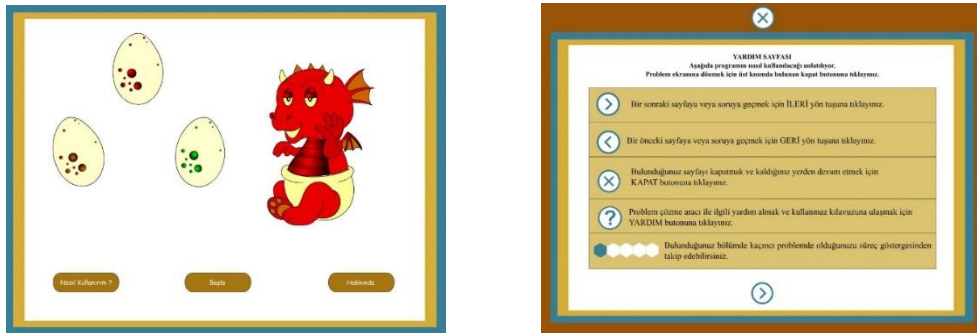 Nasıl Kullanırım ?
Başla
Hakkında
YARDIM SAYFASI
Aşağıda programın nasıl kullanılacağı anlatılıyor.
Problem ekranına dönmek için üst kısımda bulunan kapat butonuna tıklayınız.
Bir sonraki sayfaya veya soruya geçmek için İLERİ yön tuşuna tıklayınız.
Bir önceki sayfaya veya soruya geçmek için GERİ yön tuşuna tıklayınız.
Bulunduğunuz sayfayı kapatmak ve kaldığınız yerden devam etmek için
KAPAT butonuna tıklayınız.
Problem çözme aracı ile ilgili yardım almak ve kullanmaz kılavuzuna ulaşmak için
YARDIM butonuna tıklayınız.
Bulunduğunuz bölümde kaçıncı problemde olduğunuzu süreç göstergesinden
takip edebilirsiniz.